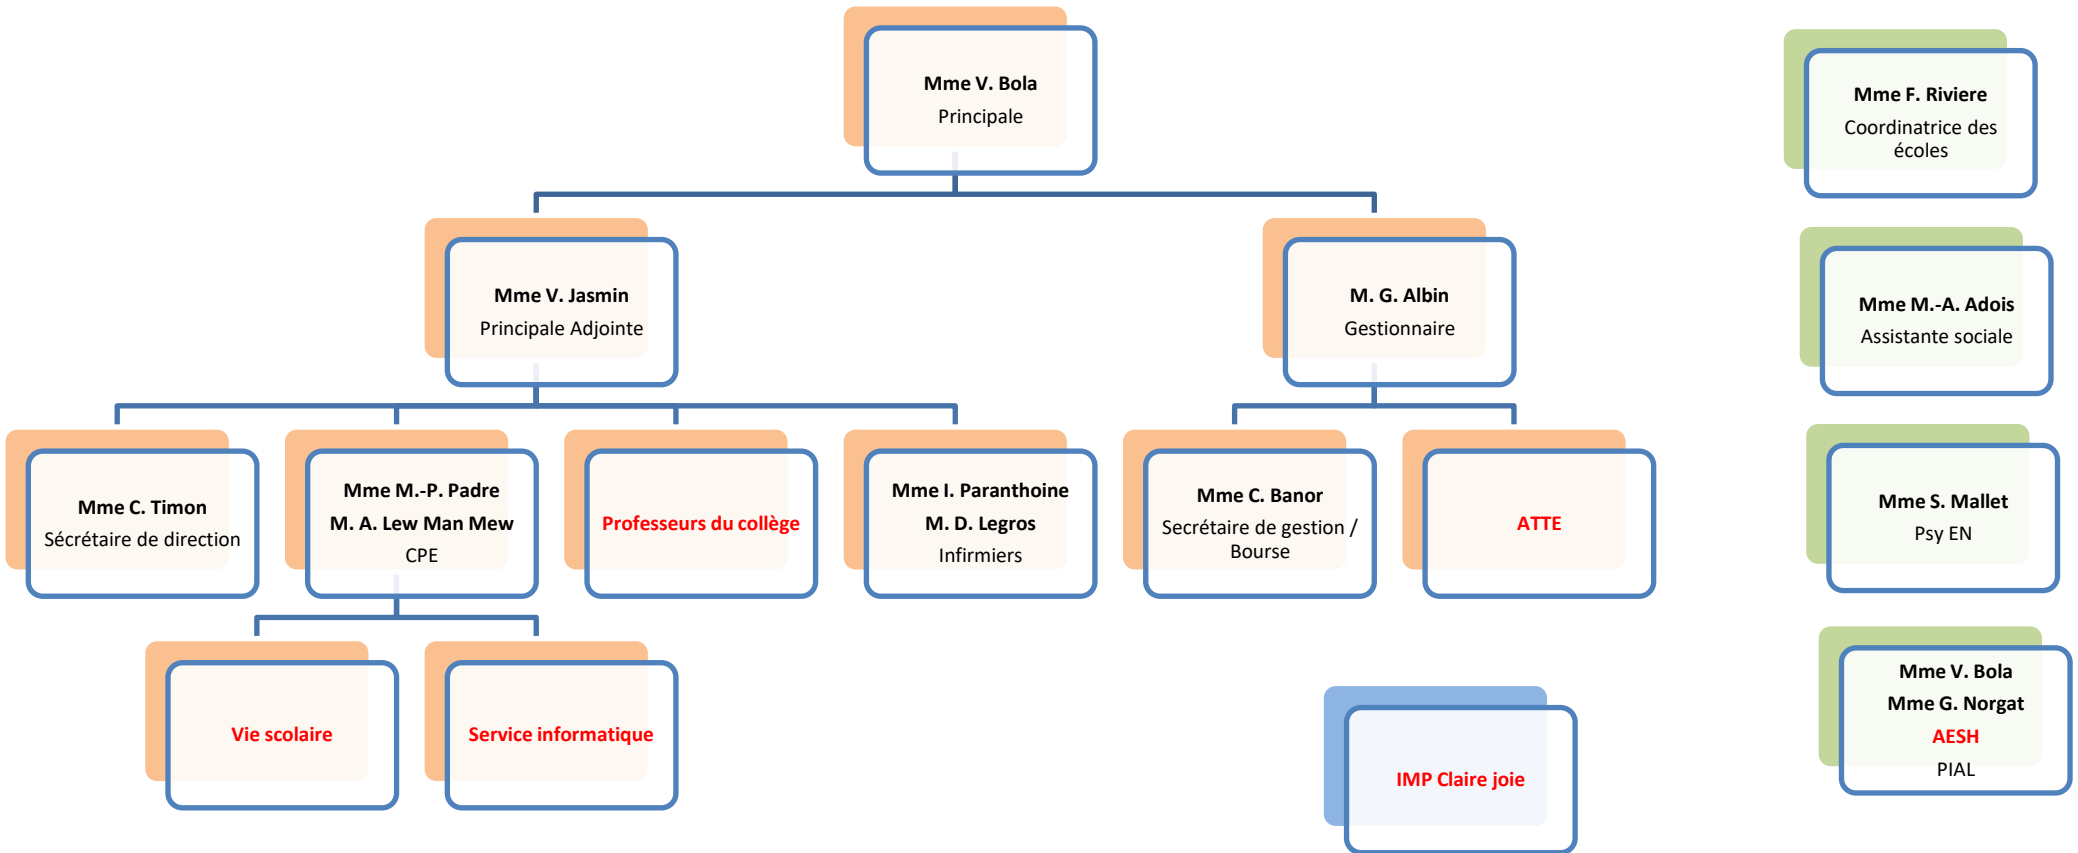 Mme V. Bola
Principale
Mme F. Riviere
Coordinatrice des
écoles
Mme V. Jasmin
Principale Adjointe
M. G. Albin
Gestionnaire
Mme M.-A. Adois
Assistante sociale
Mme C. Timon
Sécrétaire de direction
Mme M.-P. Padre
M. A. Lew Man Mew
CPE
Professeurs du collège
Mme I. Paranthoine
M. D. Legros
Infirmiers
Mme C. Banor
Secrétaire de gestion /
Bourse
ATTE
Mme S. Mallet
Psy EN
Vie scolaire
Service informatique
IMP Claire joie
Mme V. Bola
Mme G. Norgat
AESH
PIAL